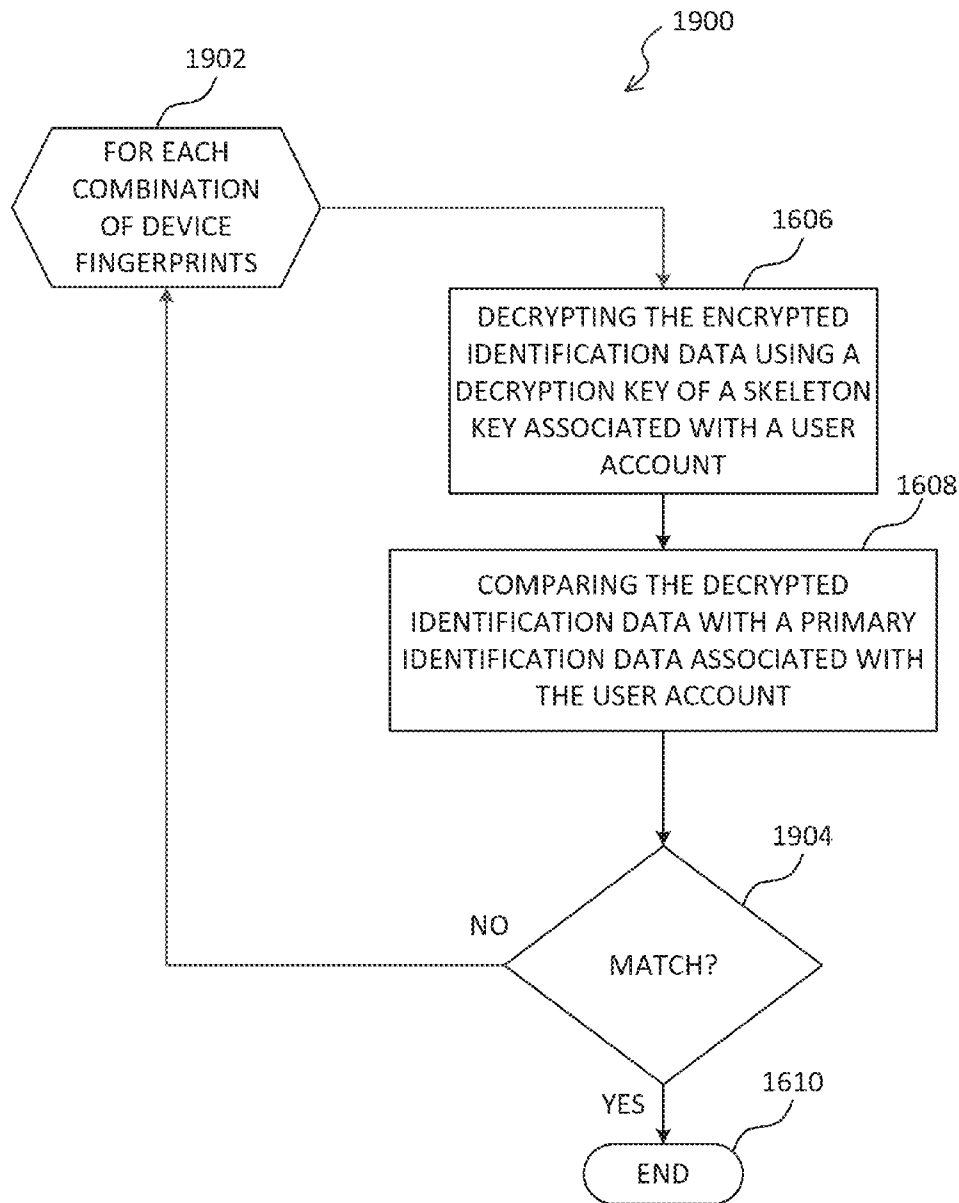 1900
1902
FOR EACH
COMBINATION
OF DEVICE
FINGERPRINTS
1606
DECRYPTING THE ENCRYPTED
IDENTIFICATION DATA USING A
DECRYPTION KEY OF A SKELETON
KEY ASSOCIATED WITH A USER
ACCOUNT
1608
COMPARING THE DECRYPTED
IDENTIFICATION DATA WITH A PRIMARY
IDENTIFICATION DATA ASSOCIATED WITH
THE USER ACCOUNT
1904
NO
MATCH?
YES
1610
END